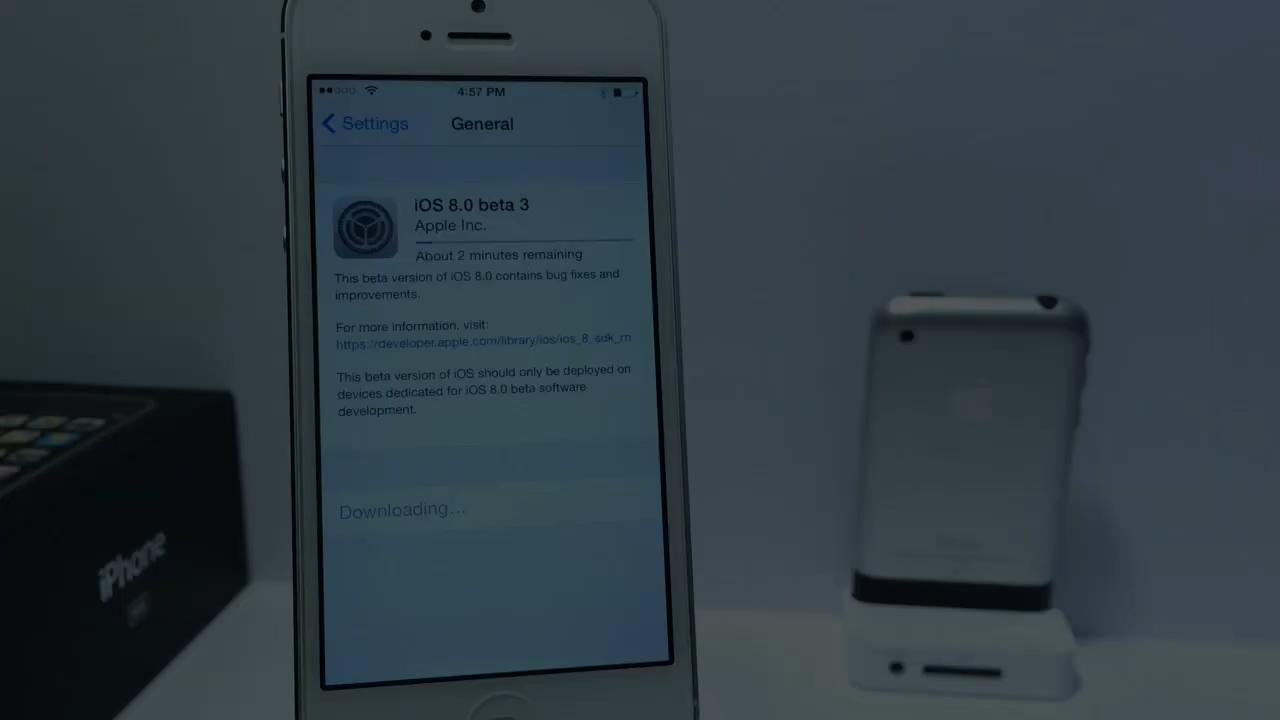 4:57 PM
Settings
General
iOS 8.0 beta 3
Apple Inc.
About 2 minutes remaining
This beta version of iOS 8.0 contains bug fixes and
improvements.
For more information, visit:
https://developer.apple.com/library/ios/ios_8_sdk_rn
This beta version of iOS should only be deployed on
devices dedicated for iOS 8.0 beta software
development.
Downloading...
iPhone